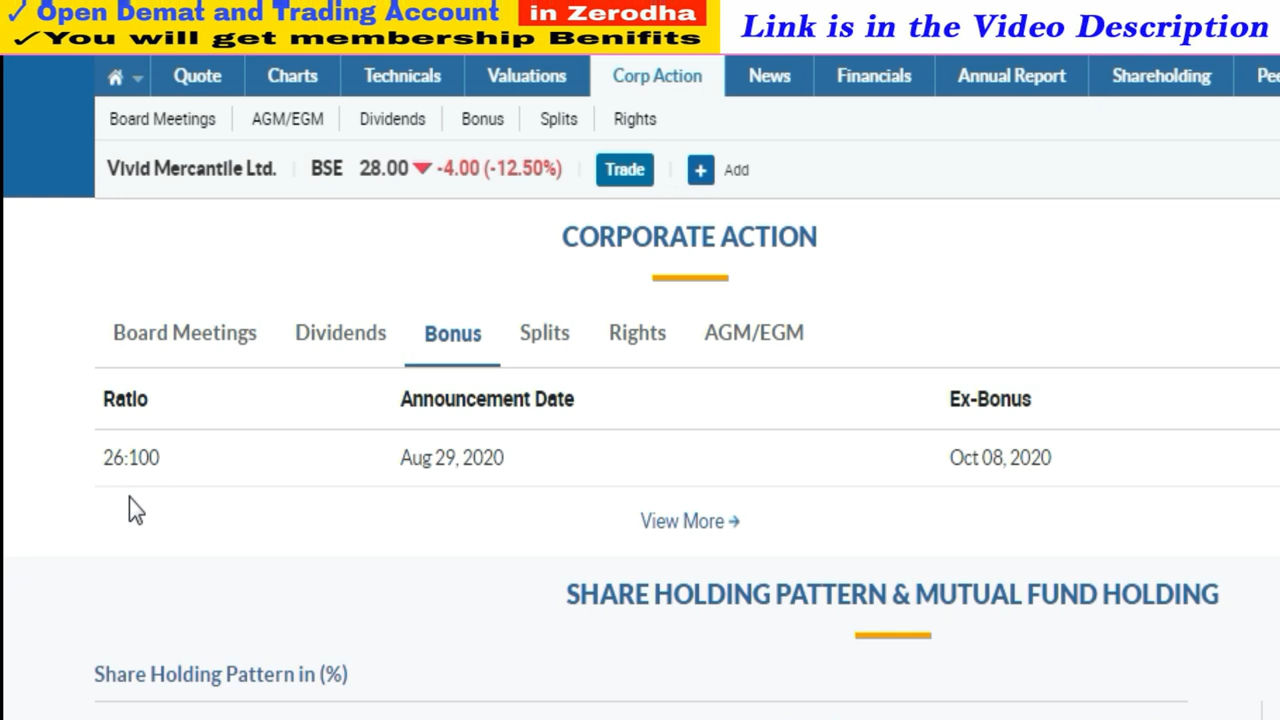 ✓ Open Demat and Trading Account in Zerodha
✓You will get membership Benifits
Link is in the Video Description
Quote Charts Technicals Valuations Corp Action News Financials Annual Report Shareholding
Board Meetings AGM/EGM Dividends Bonus Splits Rights
Vivid Mercantile Ltd. BSE 28.00 -4.00 (-12.50%) Trade + Add
CORPORATE ACTION
Board Meetings Dividends Bonus Splits Rights AGM/EGM
Ratio Announcement Date Ex-Bonus
26:100 Aug 29, 2020 Oct 08, 2020
View More →
SHARE HOLDING PATTERN & MUTUAL FUND HOLDING
Share Holding Pattern in (%)